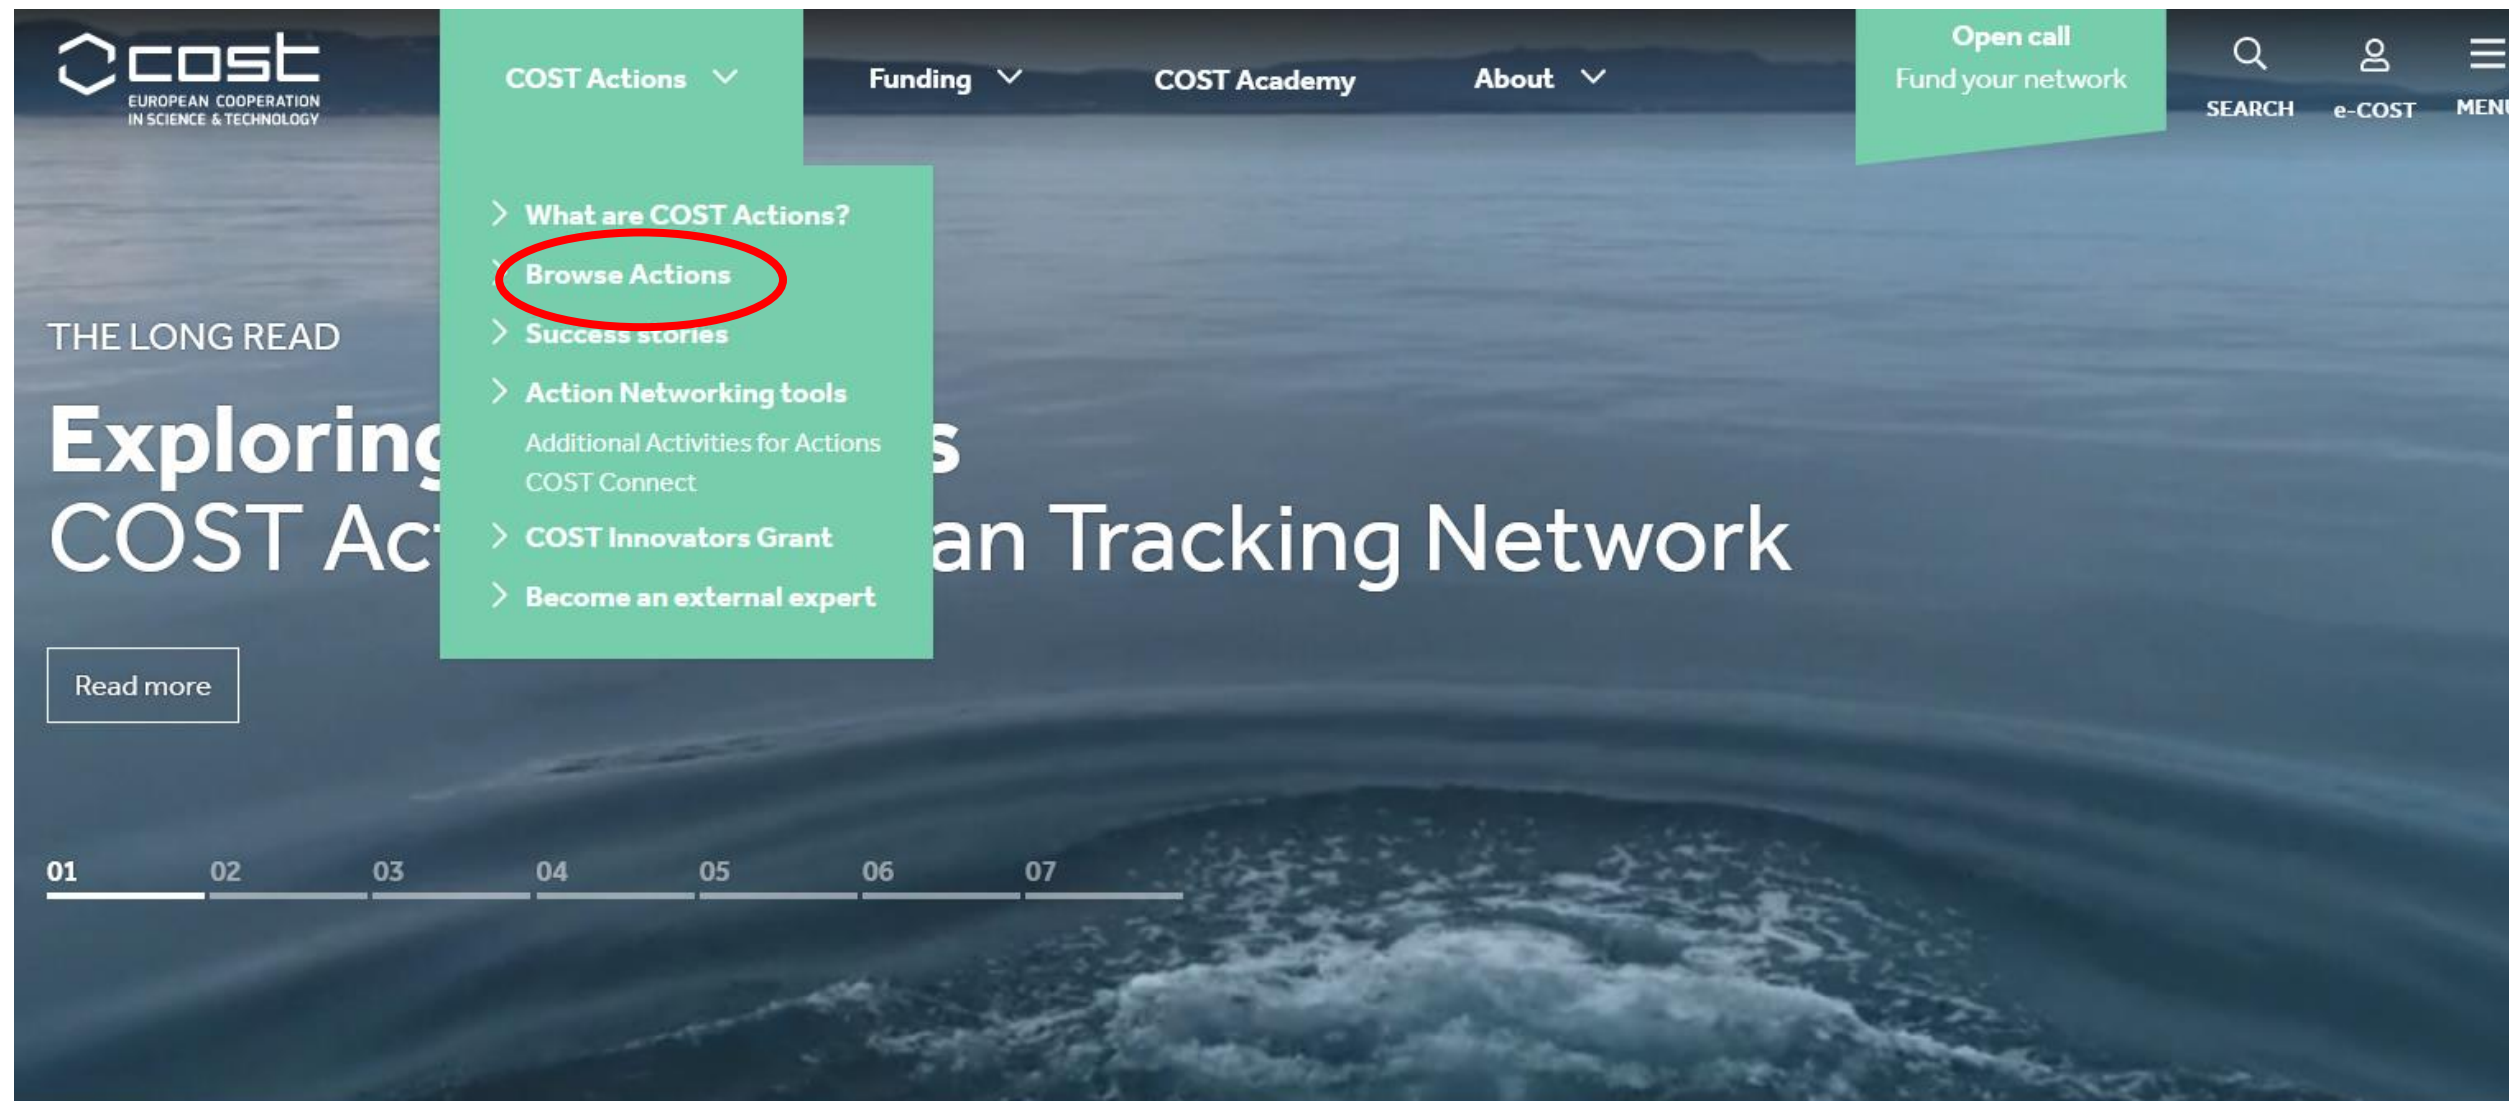 cost
EUROPEAN COOPERATION
IN SCIENCE & TECHNOLOGY
COST Actions
Funding
COST Academy
About
Open call
Fund your network
SEARCH
e-COST
MENU
What are COST Actions?
Browse Actions
Success stories
Action Networking tools
Additional Activities for Actions
COST Connect
COST Innovators Grant
Become an external expert
THE LONG READ
Exploring s
COST Act an Tracking Network
Read more
01 02 03 04 05 06 07